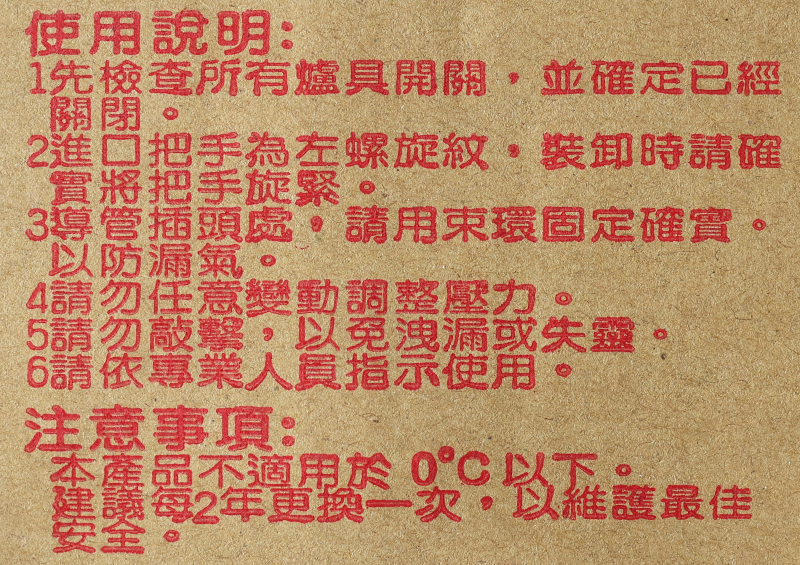 使用說明:
1先檢查所有爐具開關,並確定已經
關閉。
2進口把手為左螺旋紋,裝卸時請確
實將把手旋緊。
3導管插頭處,請用束環固定確實。
以防漏氣。
4請勿任意變動調整壓力。
5請勿敲擊,以免洩漏或失靈。
6請依專業人員指示使用。
注意事項:
本產品不適用於 0°C以下。
建議每2年更換一次,以維護最佳
安全。